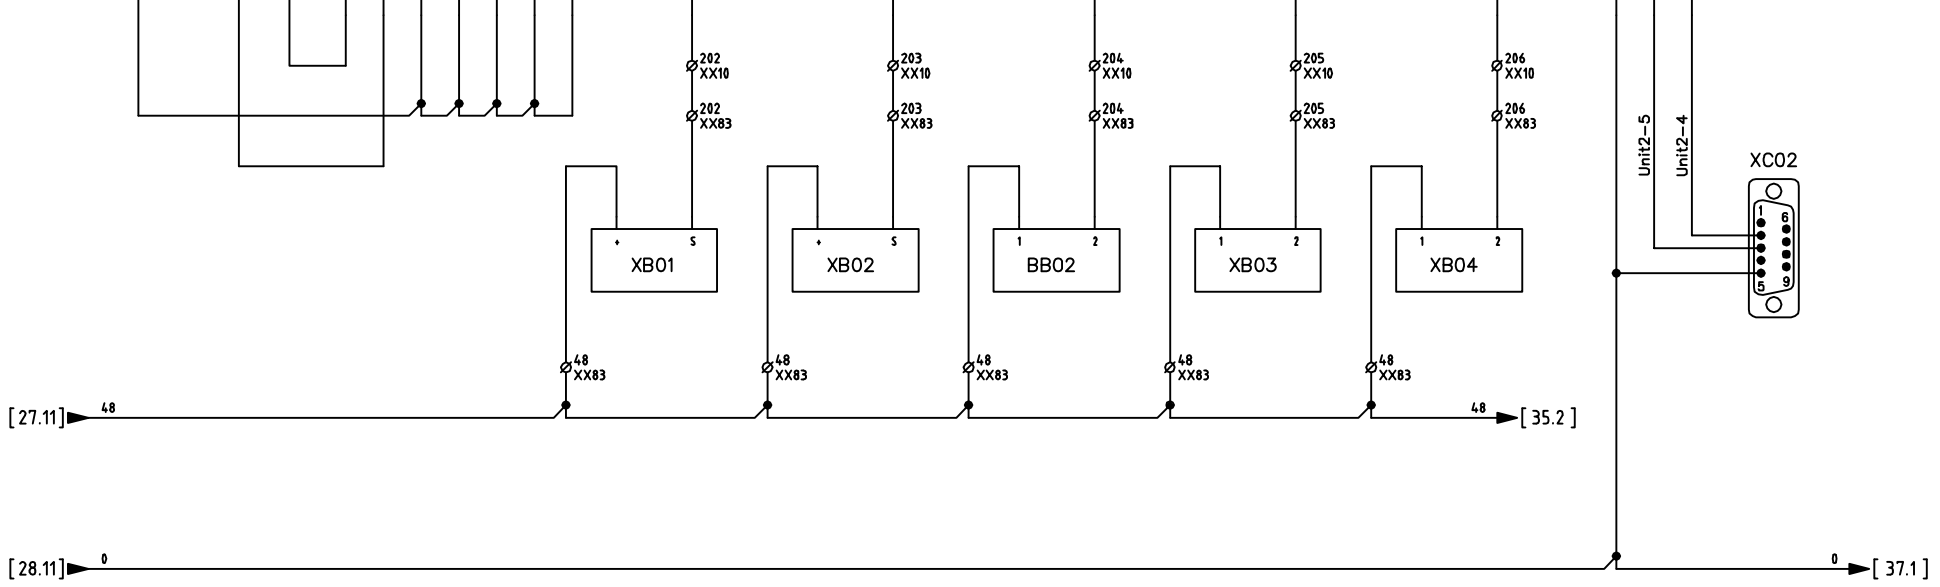 202
XX10
203
XX10
204
XX10
205
XX10
206
XX10
202
XX83
203
XX83
204
XX83
205
XX83
206
XX83
Unit2-5
Unit2-4
XC02
1
6
5
9
+ S
XB01
+ S
XB02
1 2
BB02
1 2
XB03
1 2
XB04
48
XX83
48
XX83
48
XX83
48
XX83
48
XX83
[27.11] 48
48 [35.2]
[28.11] 0
0 [37.1]